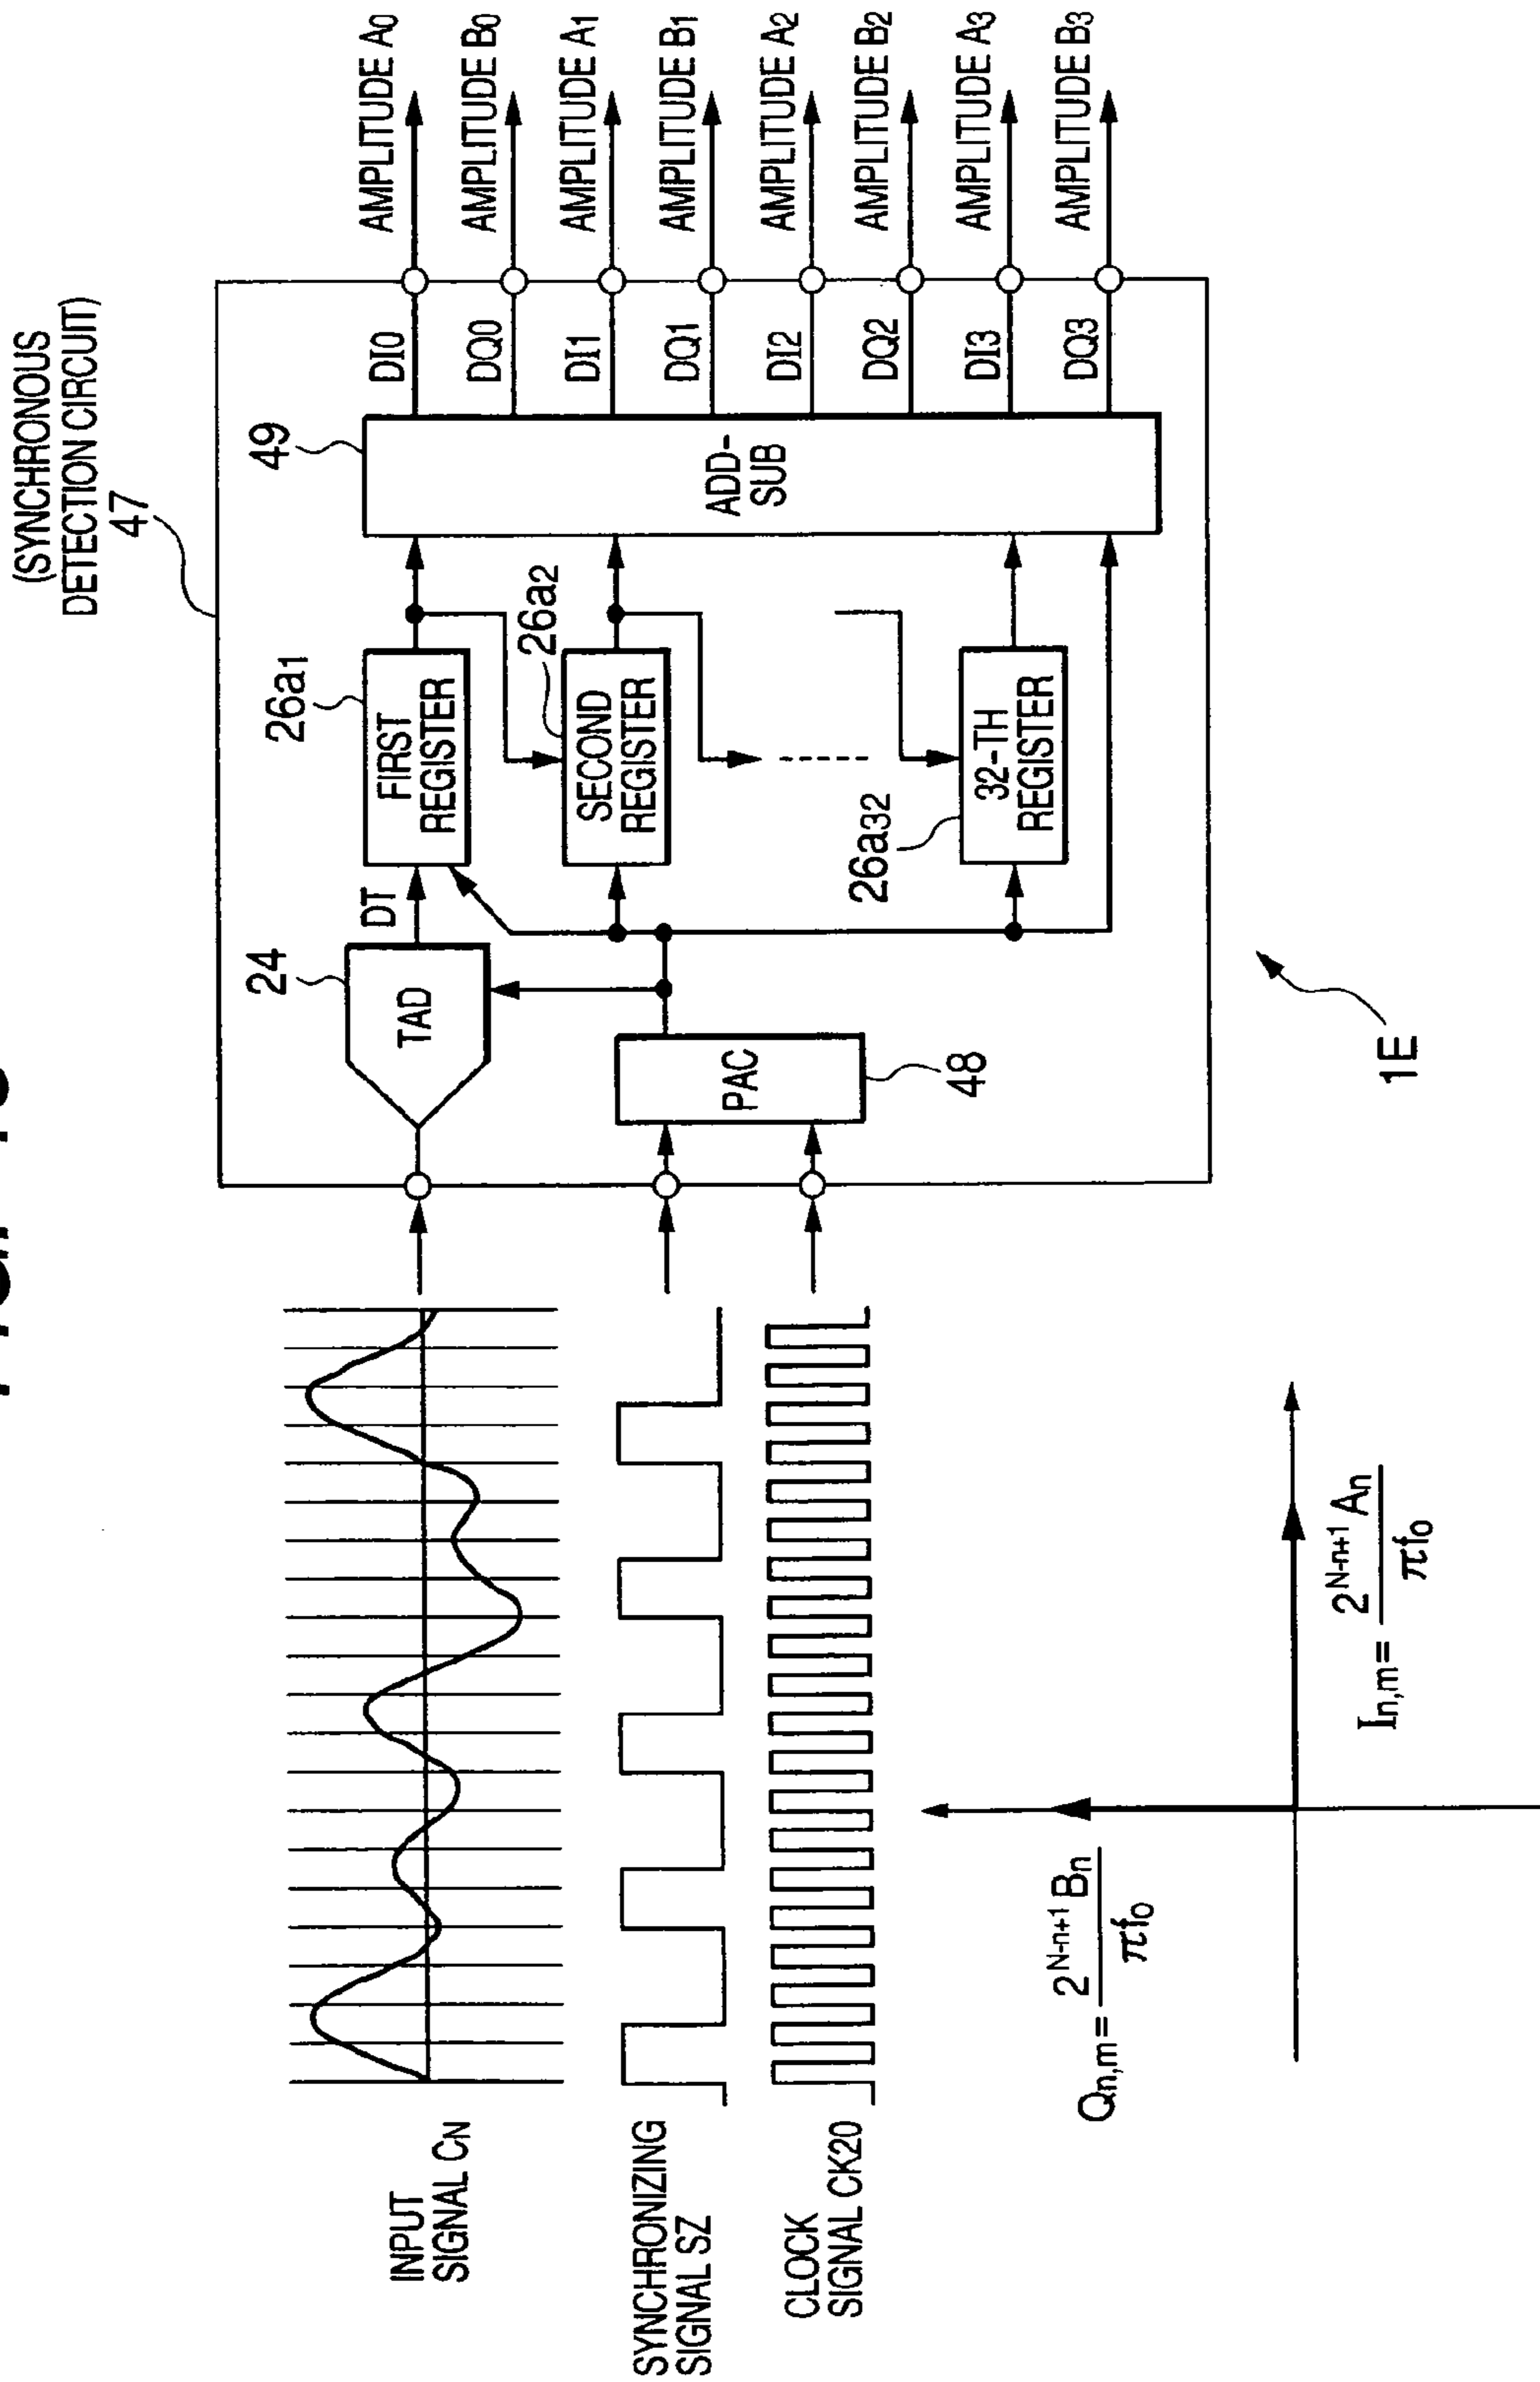 (SYNCHRONOUS
DETECTION CIRCUIT)
47
INPUT
SIGNAL CN
SYNCHRONIZING
SIGNAL SZ
CLOCK
SIGNAL CK20
24
TAD
DT
26a1
FIRST
REGISTER
26a2
SECOND
REGISTER
26a32
32-TH
REGISTER
PAC
48
49
ADD-
SUB
DI0
AMPLITUDE A0
DQ0
AMPLITUDE B0
DI1
AMPLITUDE A1
DQ1
AMPLITUDE B1
DI2
AMPLITUDE A2
DQ2
AMPLITUDE B2
DI3
AMPLITUDE A3
DQ3
AMPLITUDE B3
1E
Qn,m= 2^N-n+1 Bn / πf0
In,m= 2^N-n+1 An / πf0